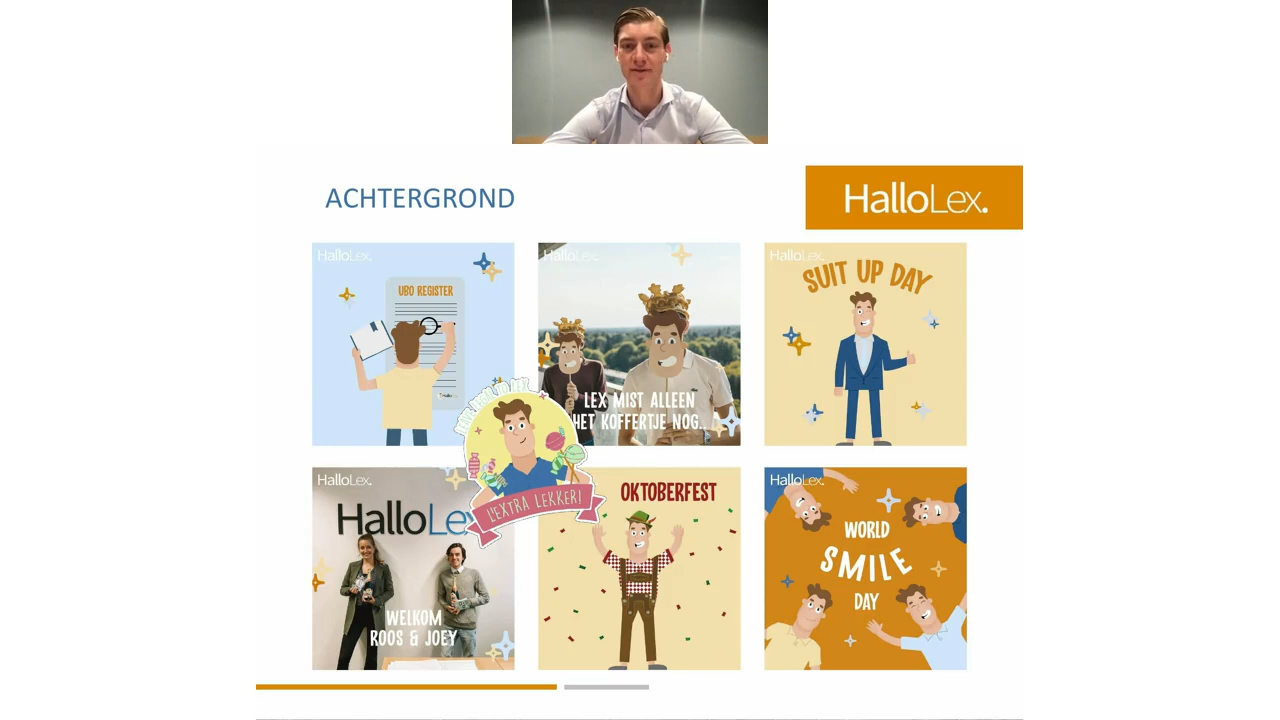 ACHTERGROND
HalloLex.
HalloLex.
UBO REGISTER
HalloLex.
LEX MIST ALLEEN
HET KOFFERTJE NOG..
HalloLex.
SUIT UP DAY
L'EXTRA LEKKER!
HalloLex.
HalloLex
WELKOM
ROOS & JOEY
OKTOBERFEST
HalloLex.
WORLD
SMILE
DAY